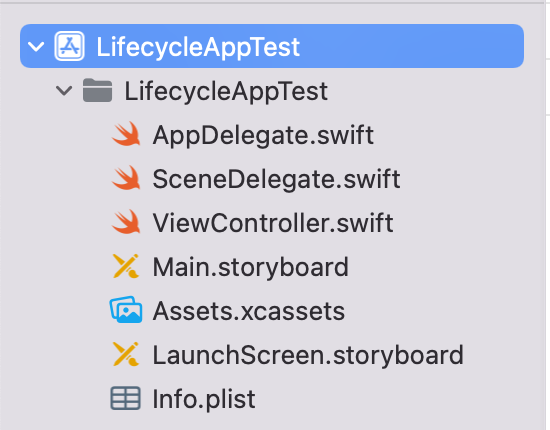 LifecycleAppTest
LifecycleAppTest
AppDelegate.swift
SceneDelegate.swift
ViewController.swift
Main.storyboard
Assets.xcassets
LaunchScreen.storyboard
Info.plist